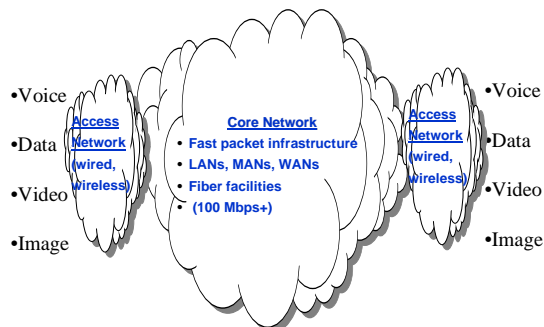 •Voice
•Data
•Video
•Image
Access
Network
(wired,
wireless)
Core Network
• Fast packet infrastructure
• LANs, MANs, WANs
• Fiber facilities
• (100 Mbps+)
Access
Network
(wired,
wireless)
•Voice
•Data
•Video
•Image